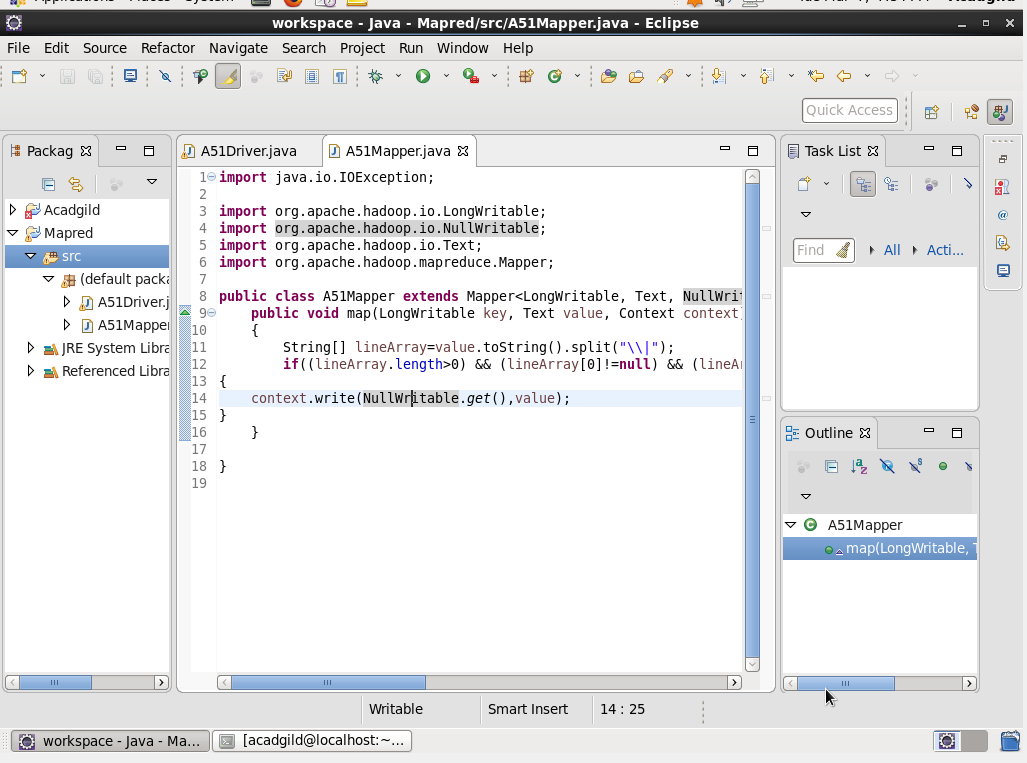 workspace - Java - Mapred/src/A51Mapper.java - Eclipse
File Edit Source Refactor Navigate Search Project Run Window Help
Quick Access
Packag
A51Driver.java
A51Mapper.java
Task List
Acadgild
Mapred
src
(default packa
A51Driver.j
A51Mapper
JRE System Libra
Referenced Libra
1 import java.io.IOException;
2
3 import org.apache.hadoop.io.LongWritable;
4 import org.apache.hadoop.io.NullWritable;
5 import org.apache.hadoop.io.Text;
6 import org.apache.hadoop.mapreduce.Mapper;
7
8 public class A51Mapper extends Mapper<LongWritable, Text, NullWrit
9 public void map(LongWritable key, Text value, Context context
10 {
11 String[] lineArray=value.toString().split("\\|");
12 if((lineArray.length>0) && (lineArray[0]!=null) && (lineAr
13 {
14 context.write(NullWritable.get(),value);
15 }
16 }
17
18 }
19
Find
All
Acti...
Outline
A51Mapper
map(LongWritable, T
Writable
Smart Insert
14 : 25
workspace - Java - Ma...
[acadgild@localhost:~...